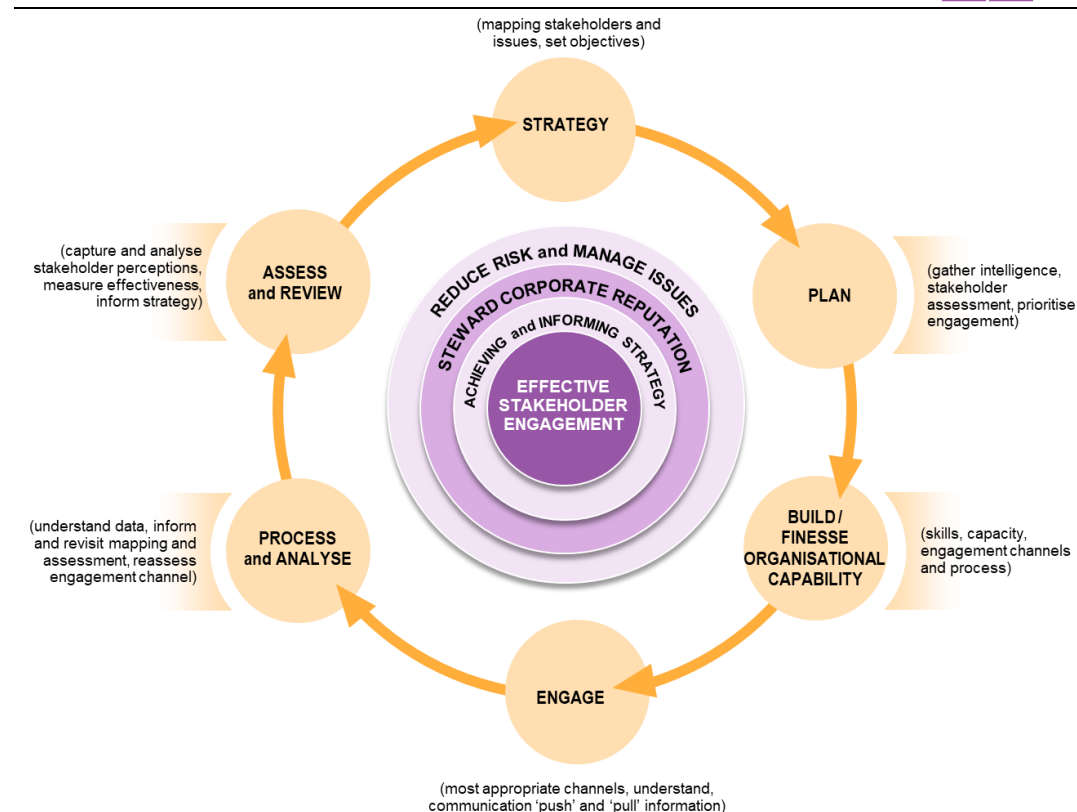 (mapping stakeholders and
issues, set objectives)
STRATEGY
PLAN
(gather intelligence,
stakeholder
assessment, prioritise
engagement)
BUILD /
FINESSE
ORGANISATIONAL
CAPABILITY
(skills, capacity,
engagement channels
and process)
ENGAGE
(most appropriate channels, understand,
communication ‘push’ and ‘pull’ information)
PROCESS
and ANALYSE
(understand data, inform
and revisit mapping and
assessment, reassess
engagement channel)
ASSESS
and REVIEW
(capture and analyse
stakeholder perceptions,
measure effectiveness,
inform strategy)
REDUCE RISK and MANAGE ISSUES
STEWARD CORPORATE REPUTATION
ACHIEVING and INFORMING STRATEGY
EFFECTIVE
STAKEHOLDER
ENGAGEMENT